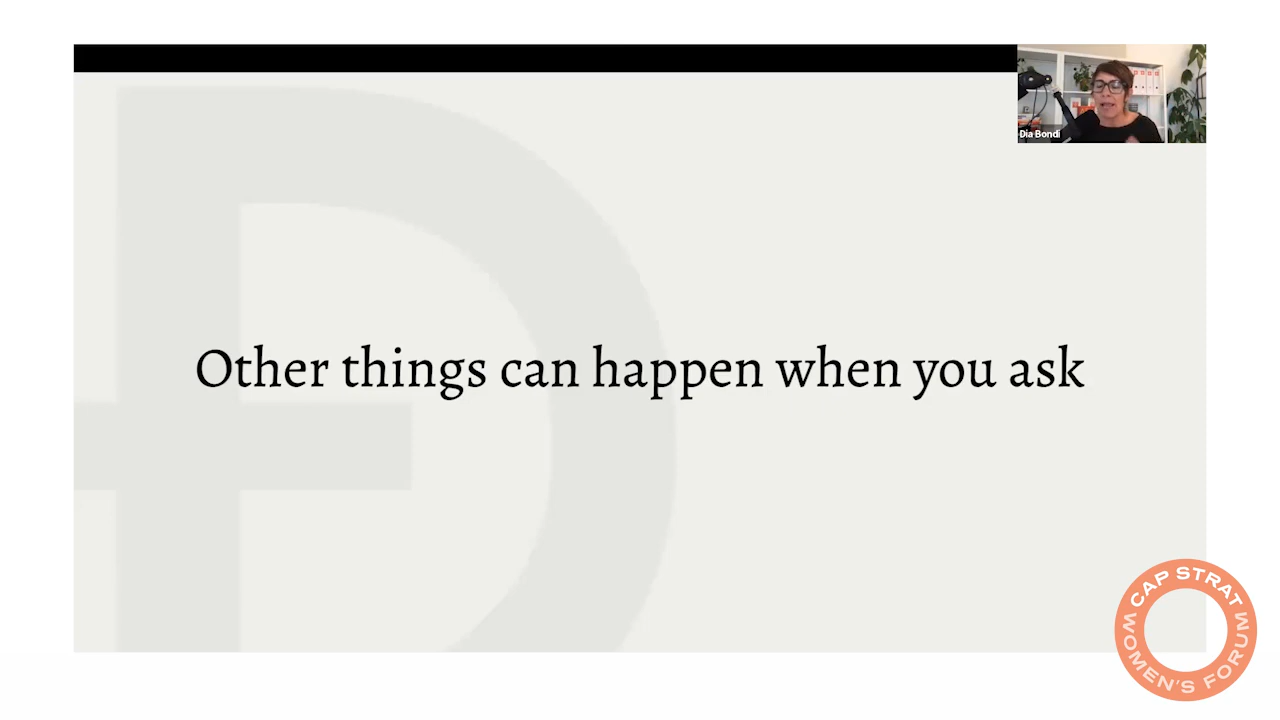 Dia Bondi
Other things can happen when you ask
CAP STRAT
WOMEN'S FORUM